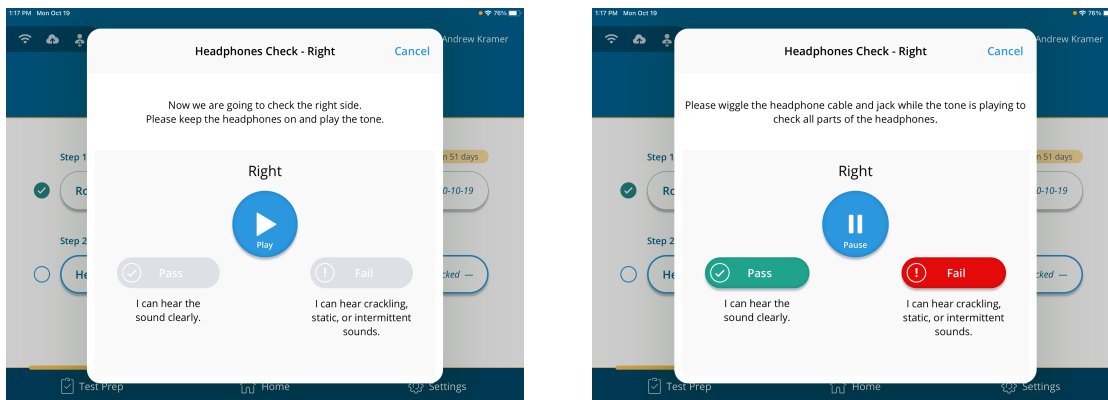 1:17 PM Mon Oct 19
76%
Andrew Kramer
Headphones Check - Right
Cancel
Now we are going to check the right side.
Please keep the headphones on and play the tone.
Step 1
n 51 days
Right
Ro
0-10-19
Play
Step 2
Pass
Fail
He
cked —
I can hear the
sound clearly.
I can hear crackling,
static, or intermittent
sounds.
Test Prep
Home
Settings
1:17 PM Mon Oct 19
76%
Andrew Kramer
Headphones Check - Right
Cancel
Please wiggle the headphone cable and jack while the tone is playing to
check all parts of the headphones.
Step 1
n 51 days
Right
Ro
0-10-19
Pause
Step 2
Pass
Fail
He
cked —
I can hear the
sound clearly.
I can hear crackling,
static, or intermittent
sounds.
Test Prep
Home
Settings